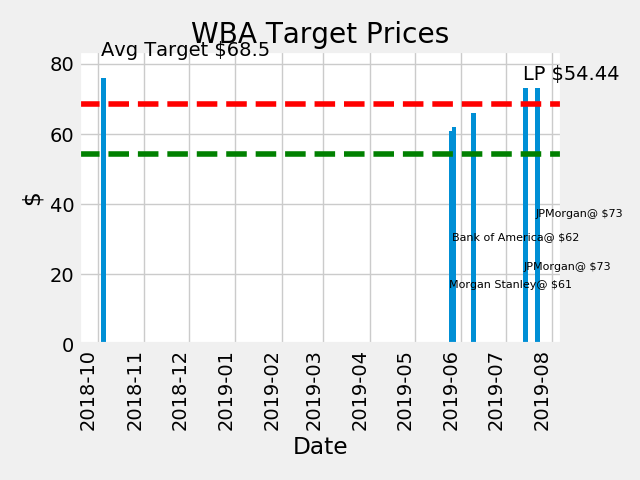 WBA Target Prices
Avg Target $68.5
LP $54.44
80
60
40
20
0
$
JPMorgan@ $73
Bank of America@ $62
JPMorgan@ $73
Morgan Stanley@ $61
2018-10
2018-11
2018-12
2019-01
2019-02
2019-03
2019-04
2019-05
2019-06
2019-07
2019-08
Date